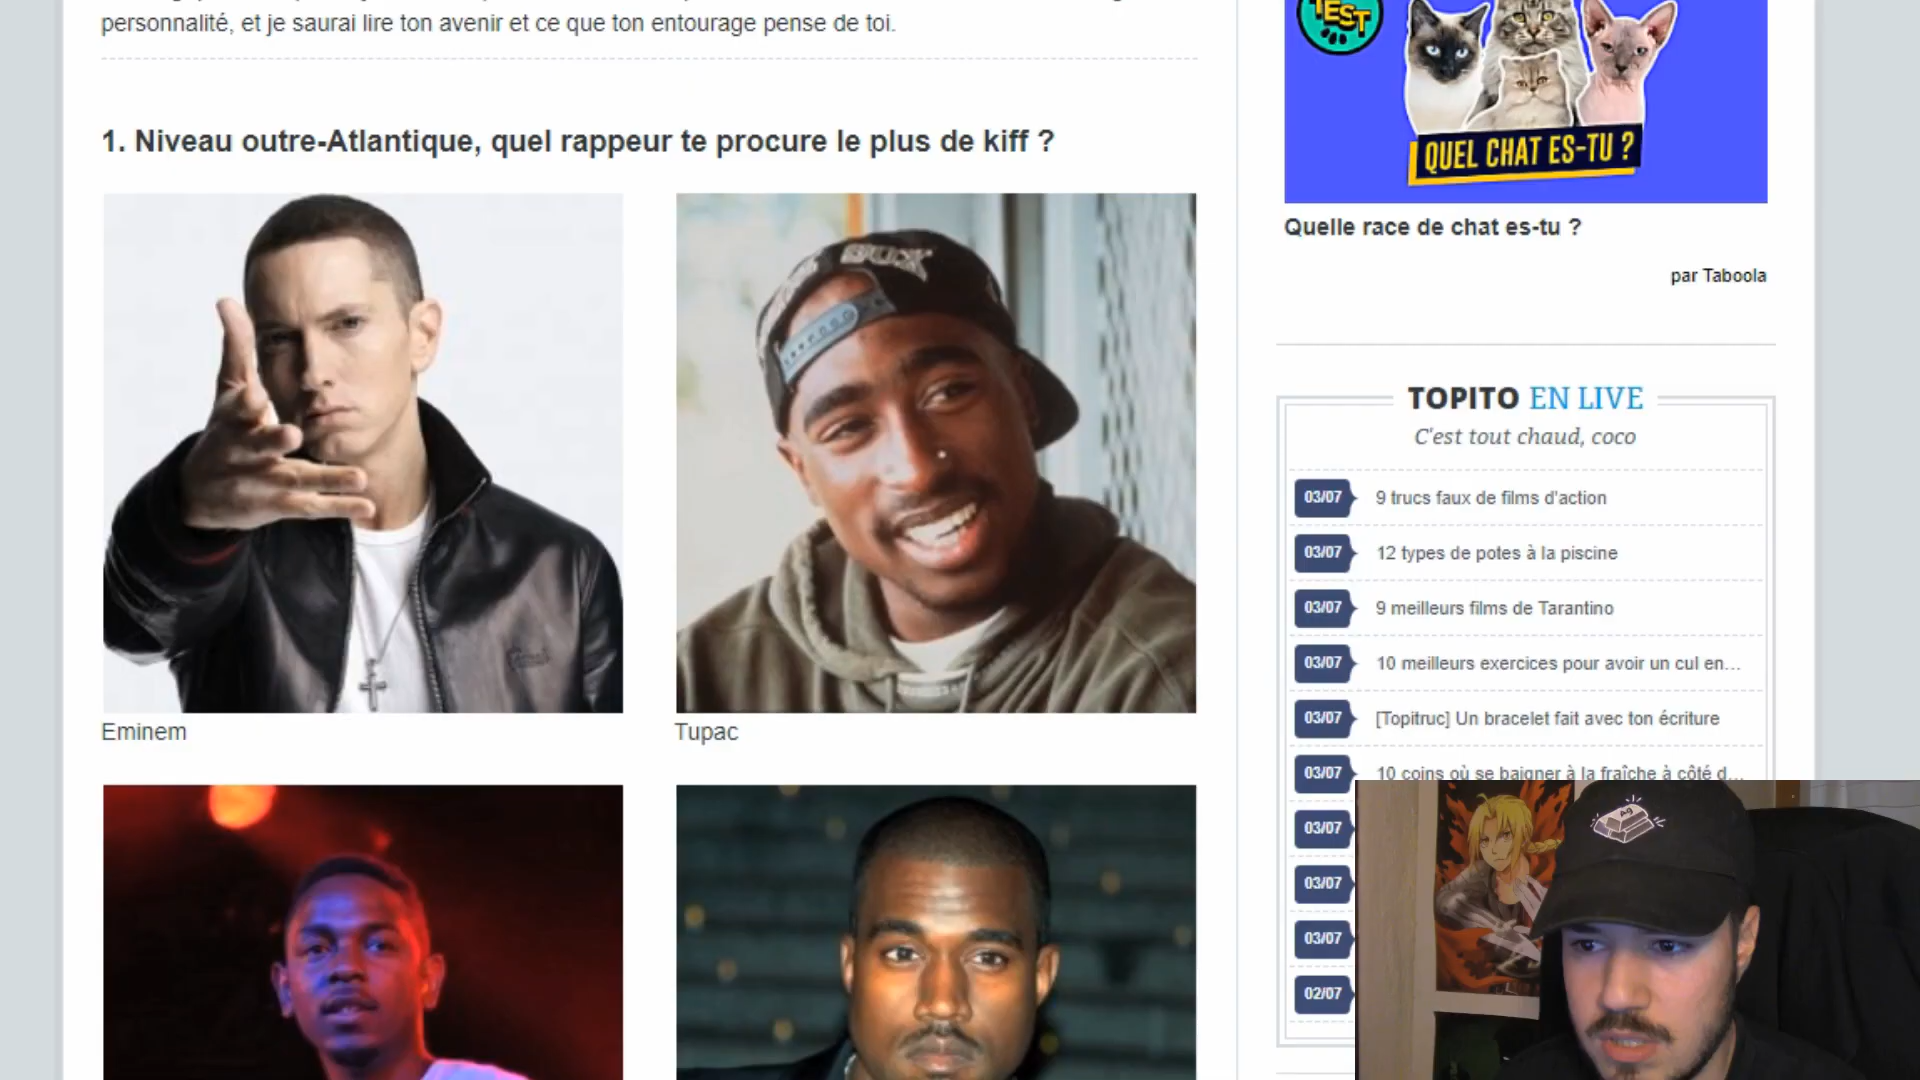 personnalité, et je saurai lire ton avenir et ce que ton entourage pense de toi.
1. Niveau outre-Atlantique, quel rappeur te procure le plus de kiff ?
Eminem
Tupac
TEST
QUEL CHAT ES-TU ?
Quelle race de chat es-tu ?
par Taboola
TOPITO EN LIVE
C'est tout chaud, coco
03/07 9 trucs faux de films d'action
03/07 12 types de potes à la piscine
03/07 9 meilleurs films de Tarantino
03/07 10 meilleurs exercices pour avoir un cul en...
03/07 [Topitruc] Un bracelet fait avec ton écriture
03/07 10 coins où se baigner à la fraîche à côté d...
03/07
03/07
03/07
02/07